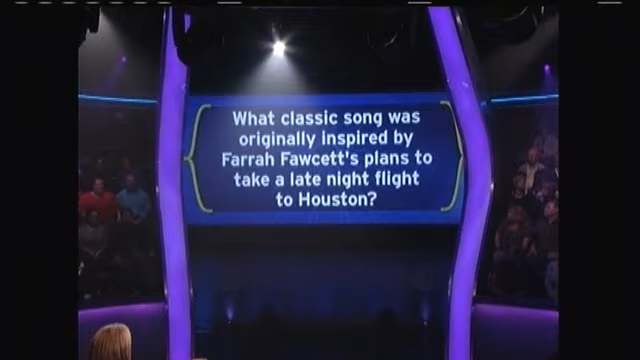 What classic song was
originally inspired by
Farrah Fawcett's plans to
take a late night flight
to Houston?